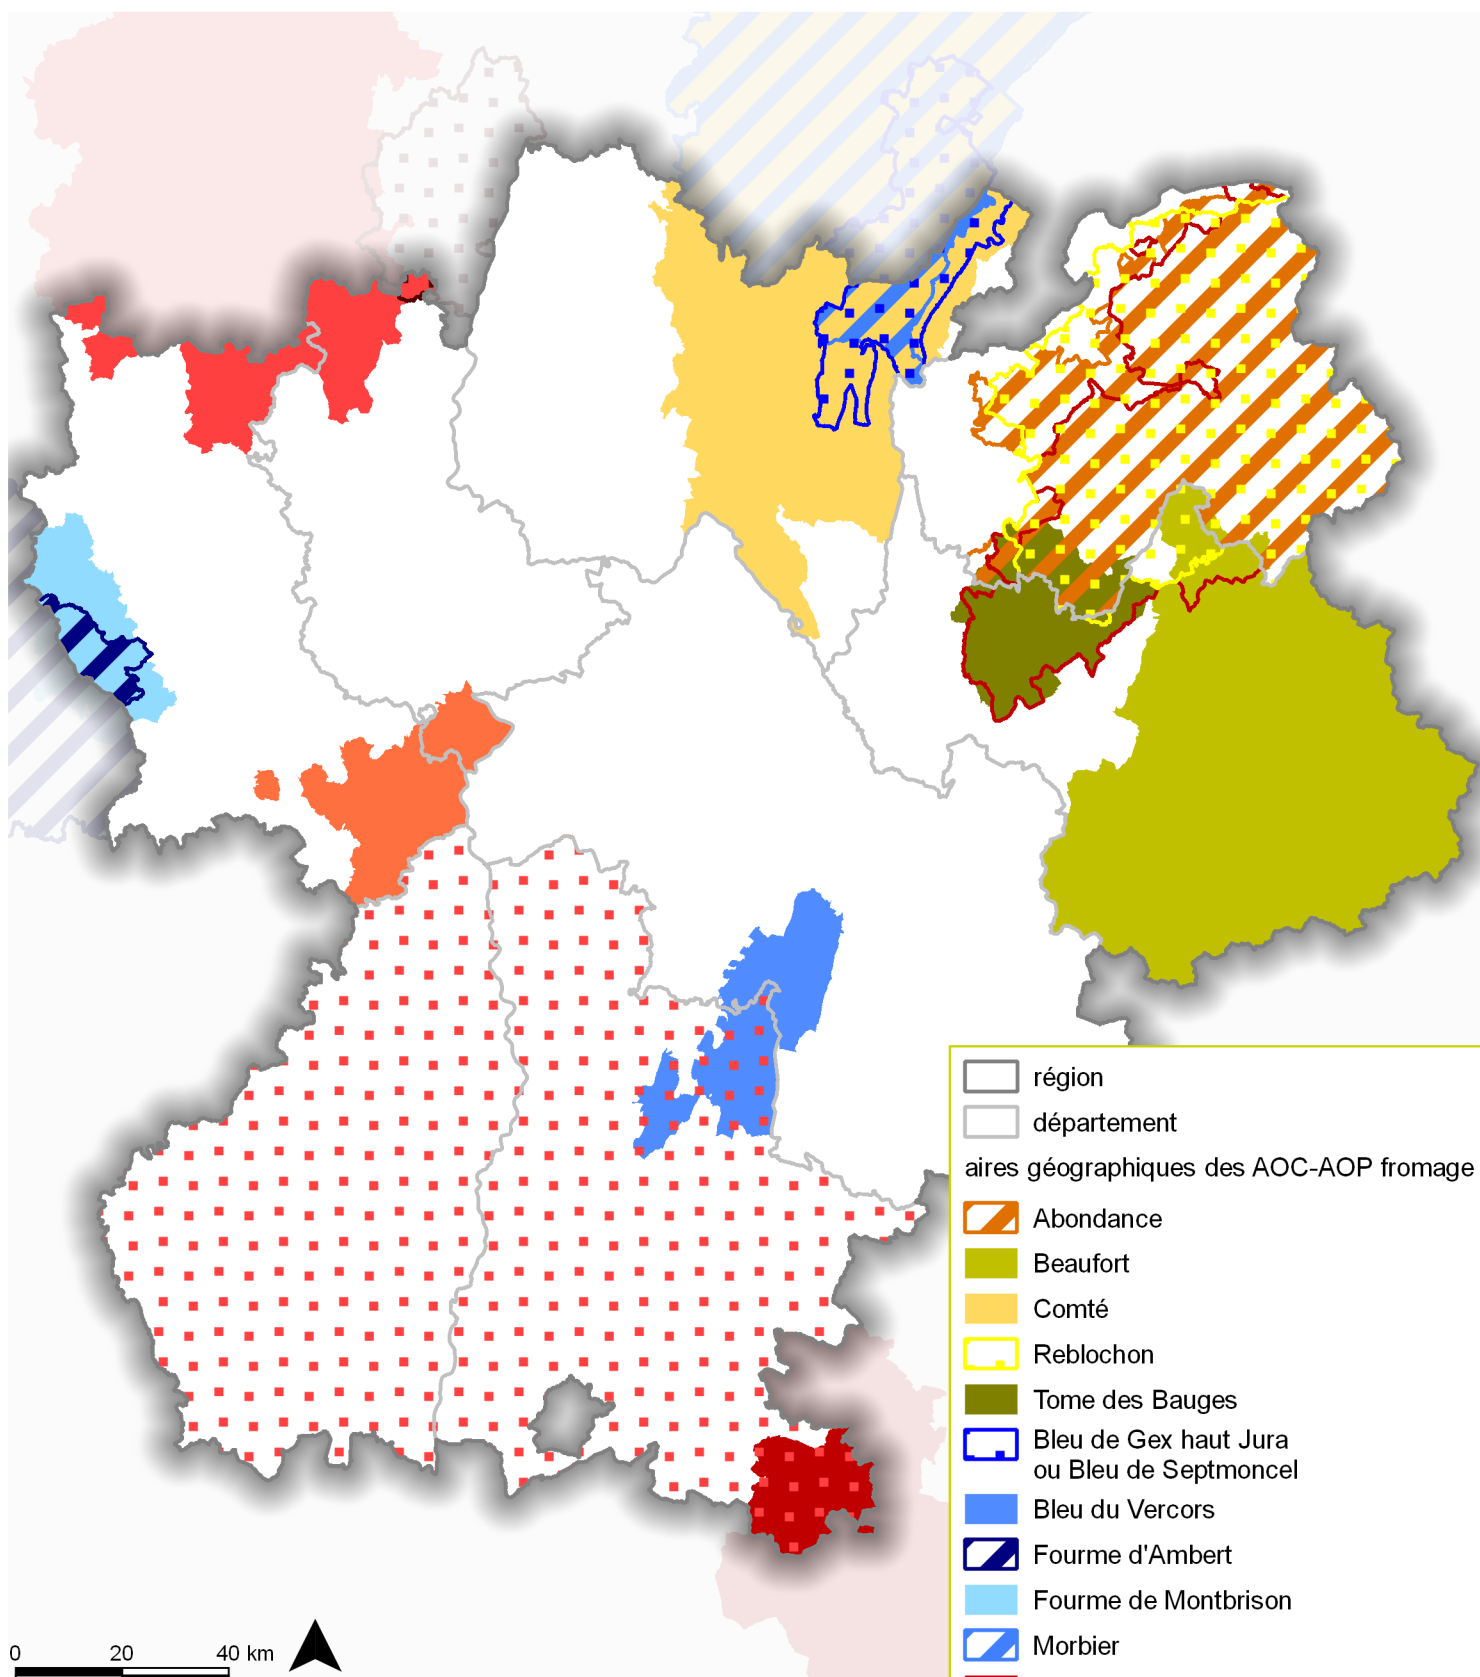 région
département
aires géographiques des AOC-AOP fromage
Abondance
Beaufort
Comté
Reblochon
Tome des Bauges
Bleu de Gex haut Jura
ou Bleu de Septmoncel
Bleu du Vercors
Fourme d'Ambert
Fourme de Montbrison
Morbier
0 20 40 km